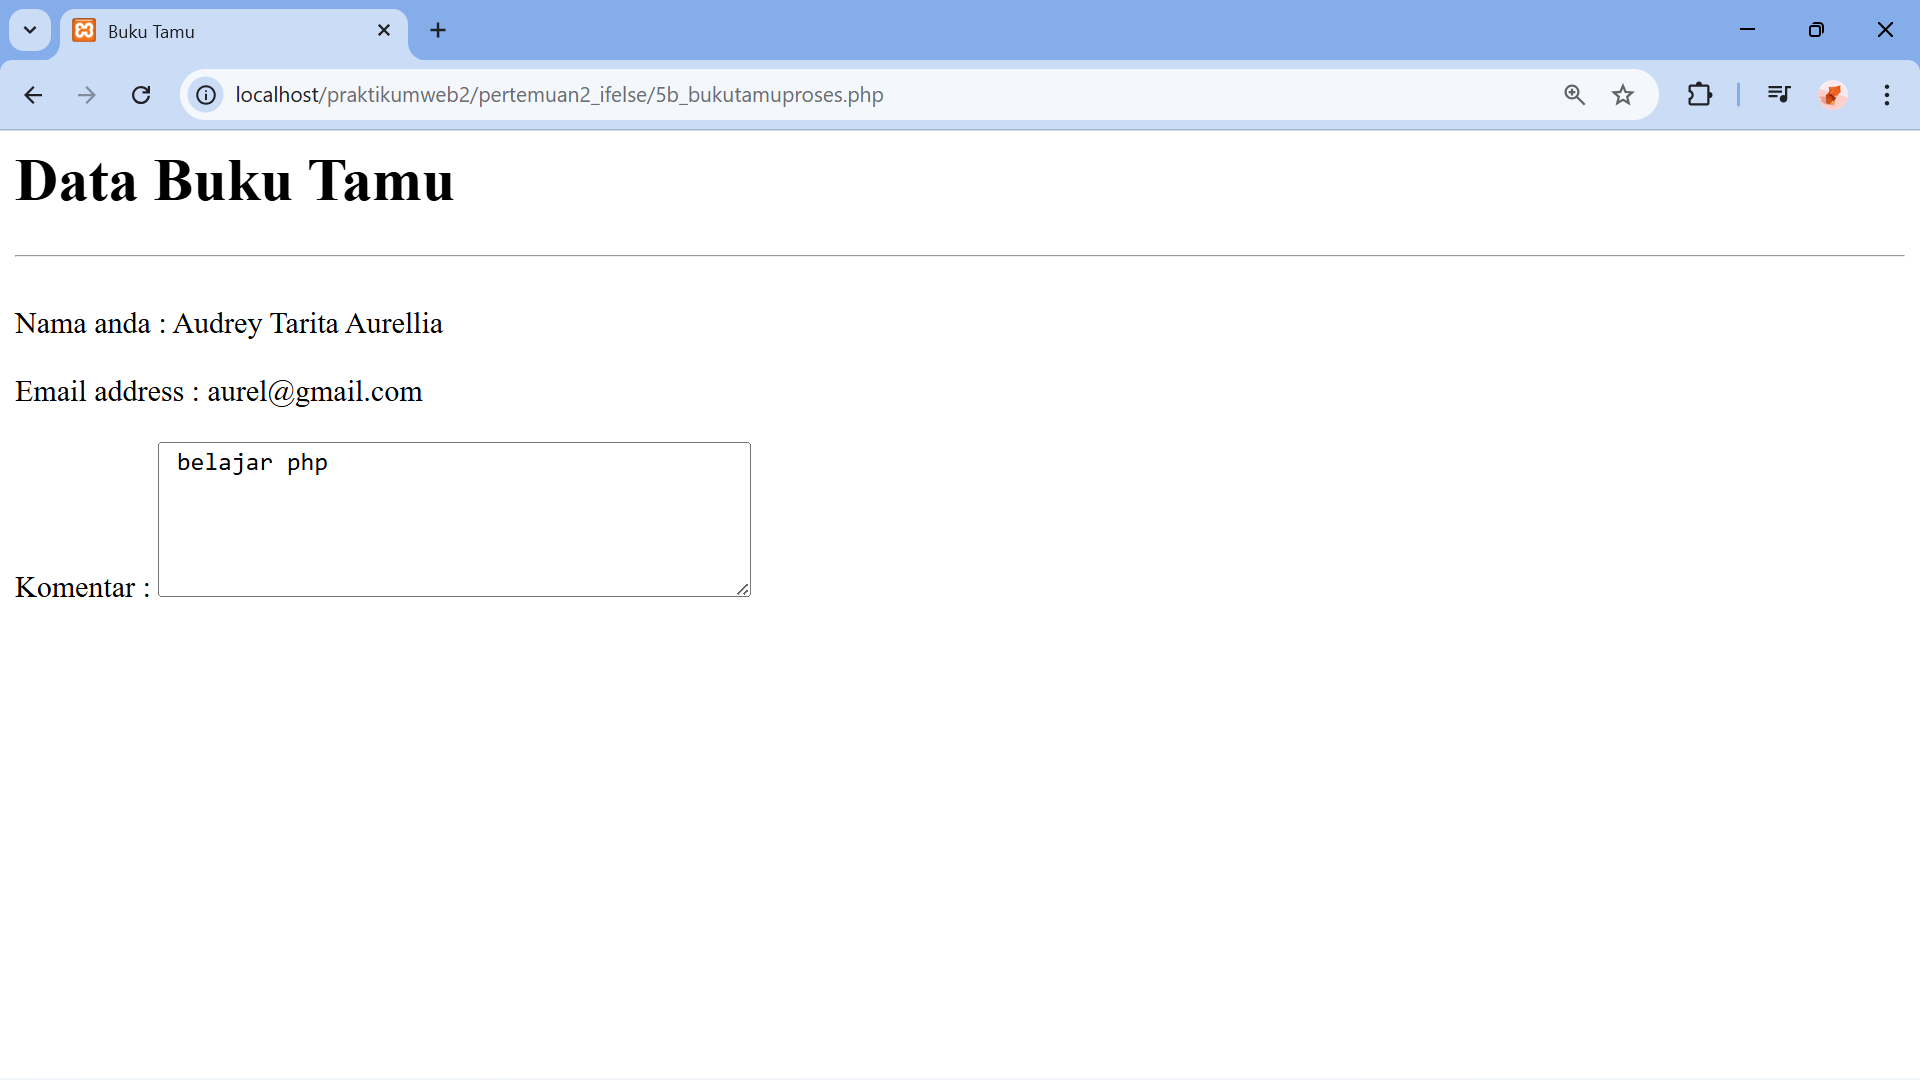 Buku Tamu
localhost/praktikumweb2/pertemuan2_ifelse/5b_bukutamuproses.php
Data Buku Tamu
Nama anda : Audrey Tarita Aurellia
Email address : aurel@gmail.com
belajar php
Komentar :